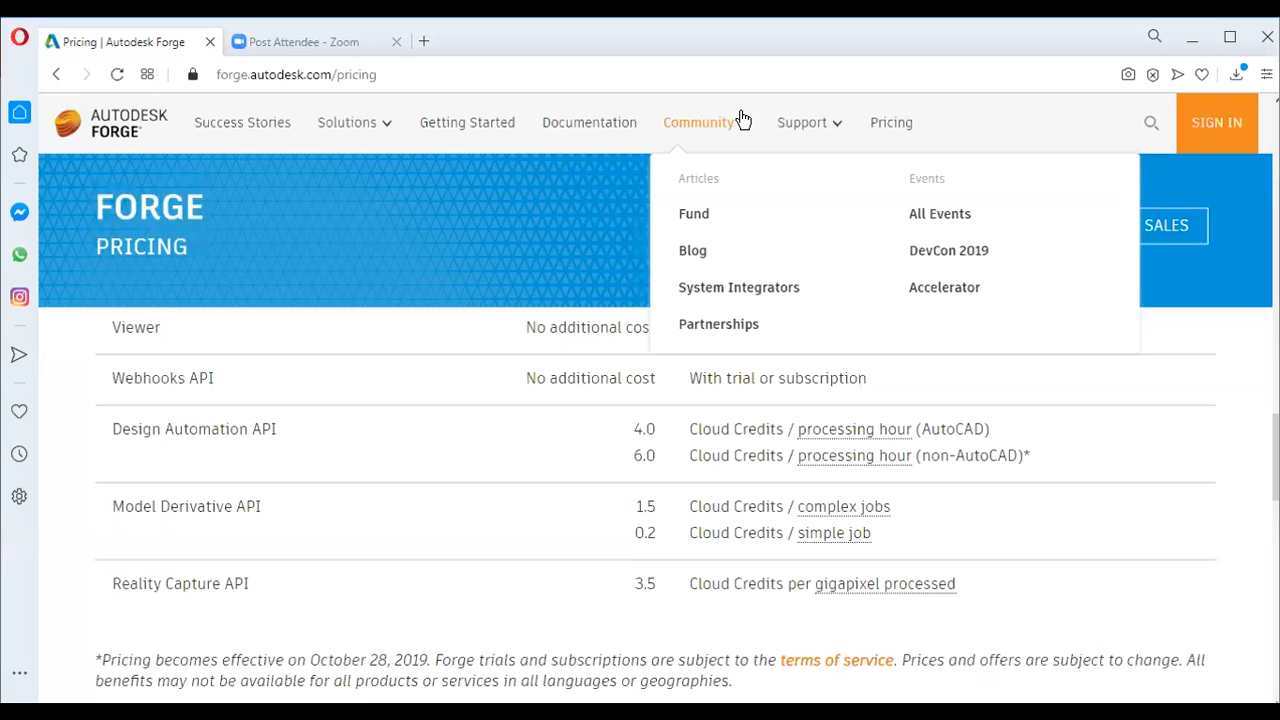 Pricing | Autodesk Forge
Post Attendee - Zoom
forge.autodesk.com/pricing
AUTODESK
FORGE
Success Stories
Solutions
Getting Started
Documentation
Community
Support
Pricing
SIGN IN
FORGE
PRICING
SALES
Articles
Events
Fund
All Events
Blog
DevCon 2019
System Integrators
Accelerator
Partnerships
Viewer No additional cos
Webhooks API No additional cost With trial or subscription
Design Automation API 4.0 Cloud Credits / processing hour (AutoCAD)
6.0 Cloud Credits / processing hour (non-AutoCAD)*
Model Derivative API 1.5 Cloud Credits / complex jobs
0.2 Cloud Credits / simple job
Reality Capture API 3.5 Cloud Credits per gigapixel processed
*Pricing becomes effective on October 28, 2019. Forge trials and subscriptions are subject to the terms of service. Prices and offers are subject to change. All
benefits may not be available for all products or services in all languages or geographies.